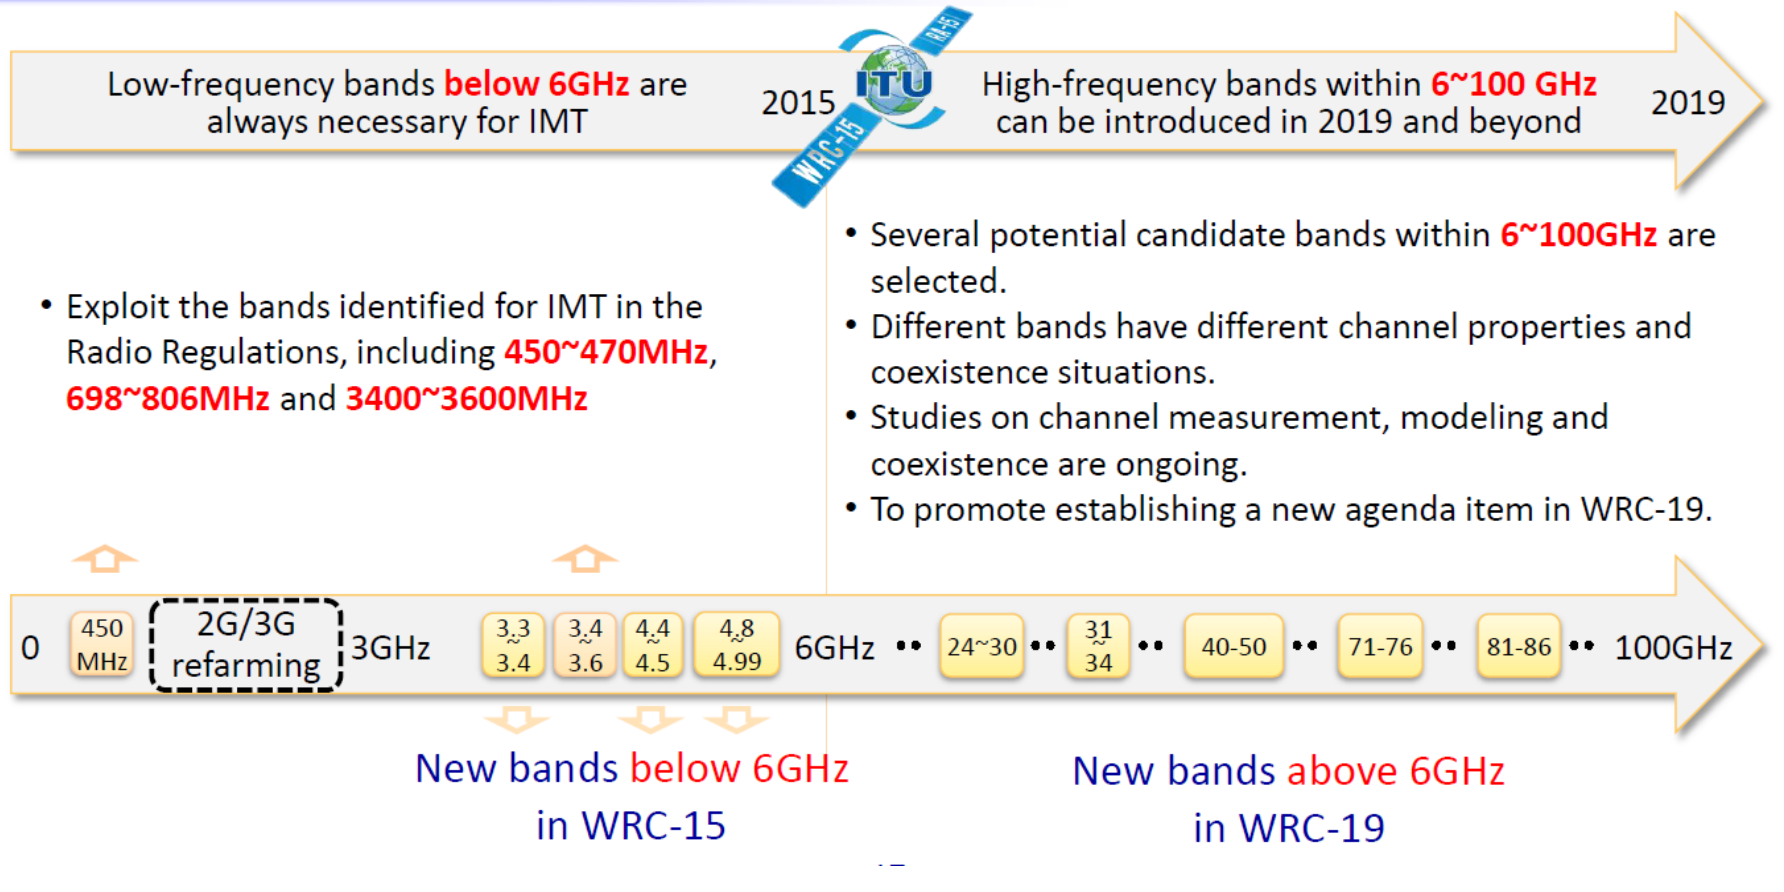 Low-frequency bands below 6GHz are
always necessary for IMT
2015
ITU
WRC-15
High-frequency bands within 6~100 GHz
can be introduced in 2019 and beyond
2019
• Exploit the bands identified for IMT in the
Radio Regulations, including 450~470MHz,
698~806MHz and 3400~3600MHz
• Several potential candidate bands within 6~100GHz are
selected.
• Different bands have different channel properties and
coexistence situations.
• Studies on channel measurement, modeling and
coexistence are ongoing.
• To promote establishing a new agenda item in WRC-19.
0
450
MHz
2G/3G
refarming
3GHz
3.3
~
3.4
3.4
~
3.6
4.4
~
4.5
4.8
~
4.99
6GHz
24~30
31
~
34
40-50
71-76
81-86
100GHz
New bands below 6GHz
in WRC-15
New bands above 6GHz
in WRC-19